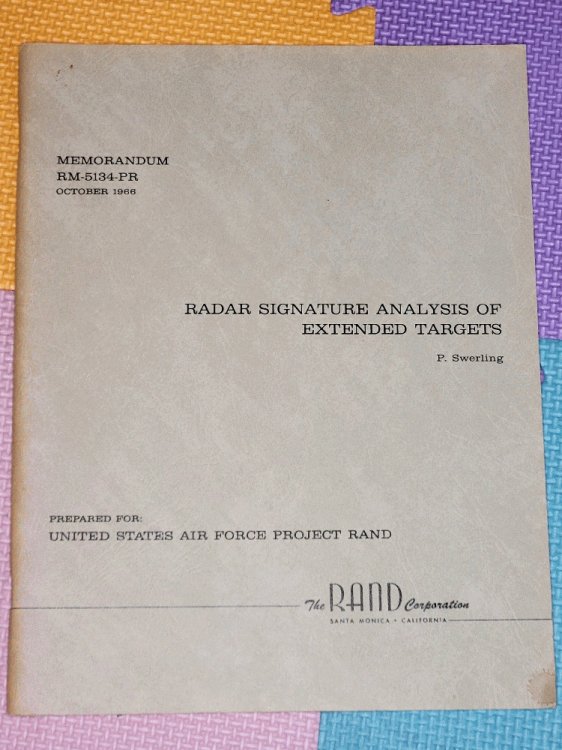 MEMORANDUM
RM-5134-PR
OCTOBER 1966
RADAR SIGNATURE ANALYSIS OF
EXTENDED TARGETS
P. Swerling
PREPARED FOR:
UNITED STATES AIR FORCE PROJECT RAND
The RAND Corporation
SANTA MONICA • CALIFORNIA